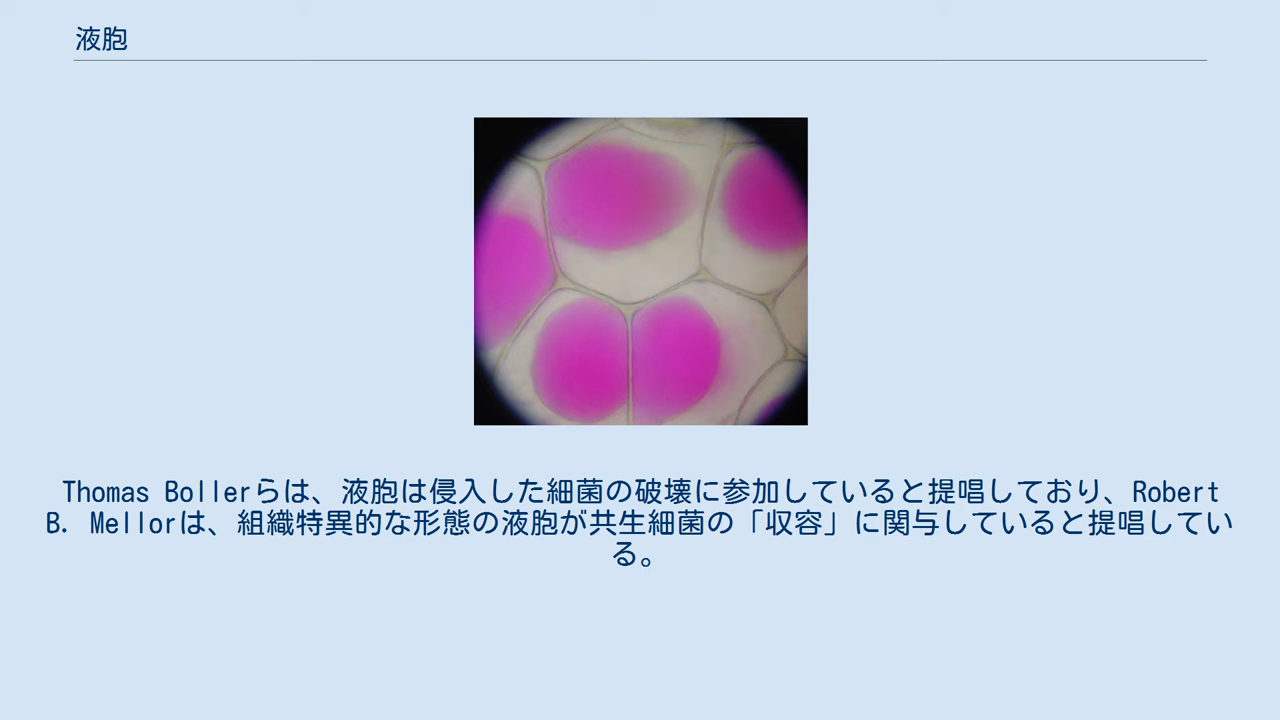 液胞
Thomas Bollerらは、液胞は侵入した細菌の破壊に参加していると提唱しており、Robert
B. Mellorは、組織特異的な形態の液胞が共生細菌の「収容」に関与していると提唱してい
る。